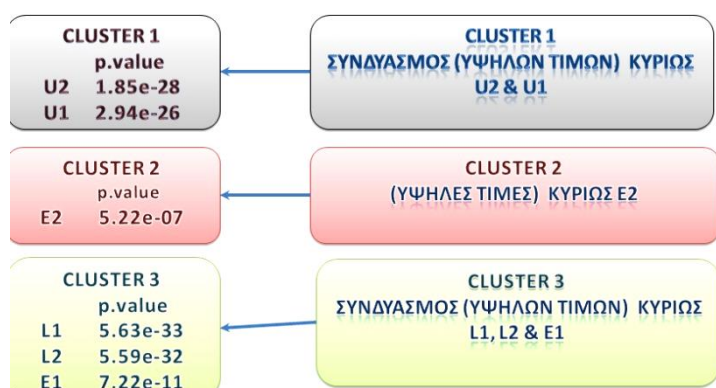 CLUSTER 1
p.value
U2 1.85e-28
U1 2.94e-26
CLUSTER 1
ΣΥΝΔΥΑΣΜΟΣ (ΥΨΗΛΩΝ ΤΙΜΩΝ) ΚΥΡΙΩΣ
U2 & U1
CLUSTER 2
p.value
E2 5.22e-07
CLUSTER 2
(ΥΨΗΛΕΣ ΤΙΜΕΣ) ΚΥΡΙΩΣ E2
CLUSTER 3
p.value
L1 5.63e-33
L2 5.59e-32
E1 7.22e-11
CLUSTER 3
ΣΥΝΔΥΑΣΜΟΣ (ΥΨΗΛΩΝ ΤΙΜΩΝ) ΚΥΡΙΩΣ
L1, L2 & E1